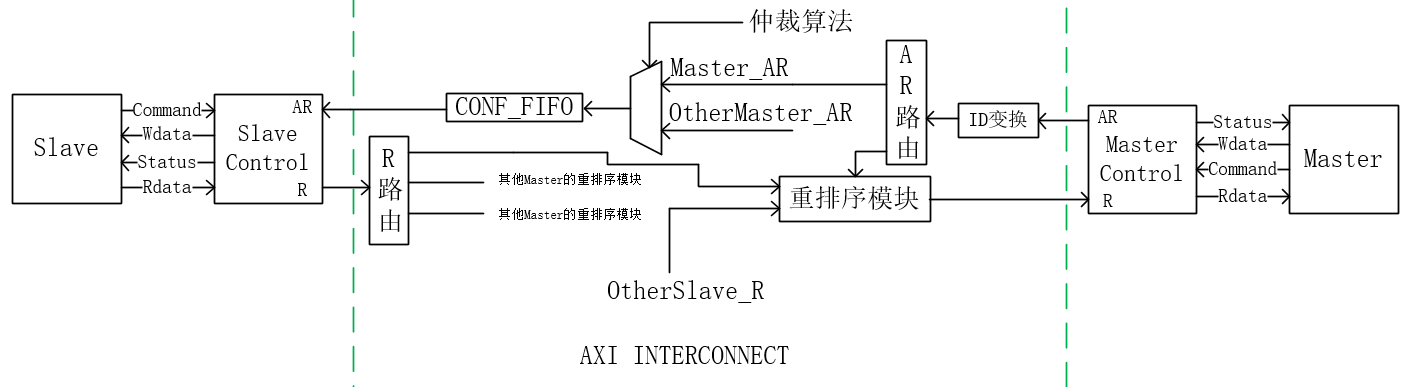 仲裁算法
Master_AR
OtherMaster_AR
CONF_FIFO
AR路由
ID变换
Slave
Command
Wdata
Status
Rdata
AR
Slave
Control
R
R路由
其他Master的重排序模块
其他Master的重排序模块
重排序模块
OtherSlave_R
AR
Master
Control
R
Status
Wdata
Command
Rdata
Master
AXI INTERCONNECT